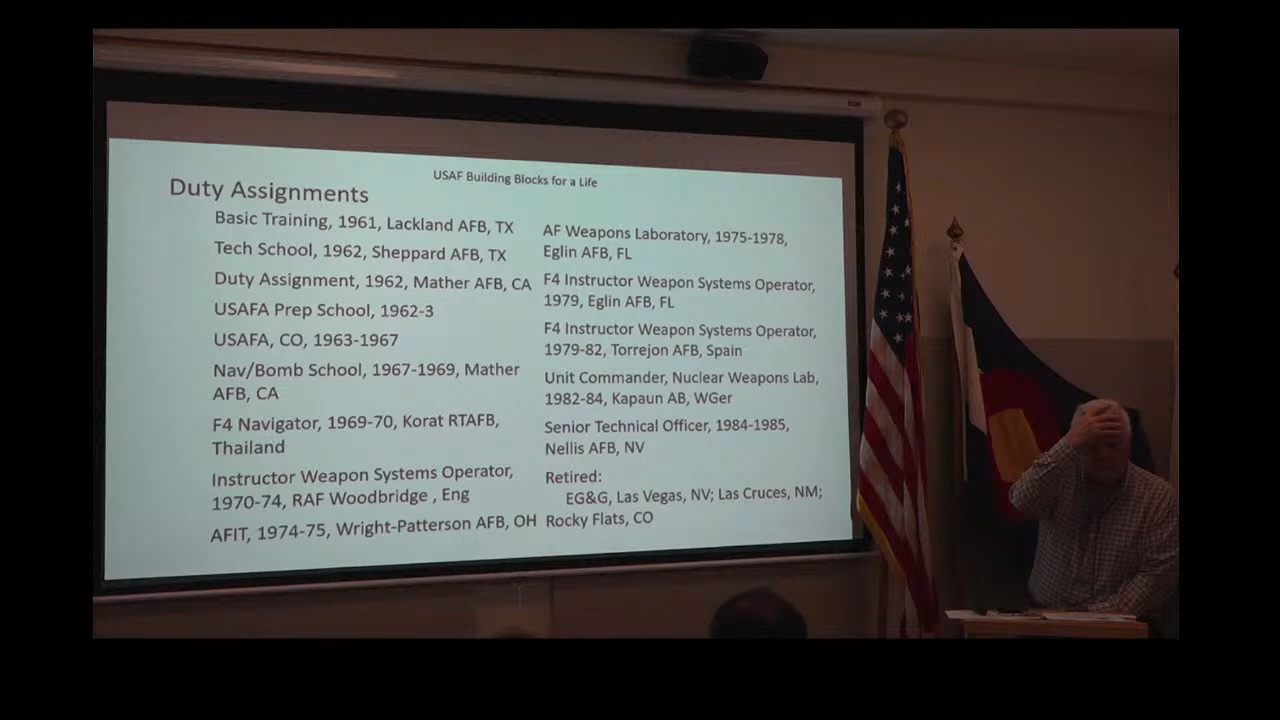 USAF Building Blocks for a Life
Duty Assignments
Basic Training, 1961, Lackland AFB, TX
Tech School, 1962, Sheppard AFB, TX
Duty Assignment, 1962, Mather AFB, CA
USAFA Prep School, 1962-3
USAFA, CO, 1963-1967
Nav/Bomb School, 1967-1969, Mather
AFB, CA
F4 Navigator, 1969-70, Korat RTAFB,
Thailand
Instructor Weapon Systems Operator,
1970-74, RAF Woodbridge , Eng
AFIT, 1974-75, Wright-Patterson AFB, OH
AF Weapons Laboratory, 1975-1978,
Eglin AFB, FL
F4 Instructor Weapon Systems Operator,
1979, Eglin AFB, FL
F4 Instructor Weapon Systems Operator,
1979-82, Torrejon AFB, Spain
Unit Commander, Nuclear Weapons Lab,
1982-84, Kapaun AB, WGer
Senior Technical Officer, 1984-1985,
Nellis AFB, NV
Retired:
EG&G, Las Vegas, NV; Las Cruces, NM;
Rocky Flats, CO